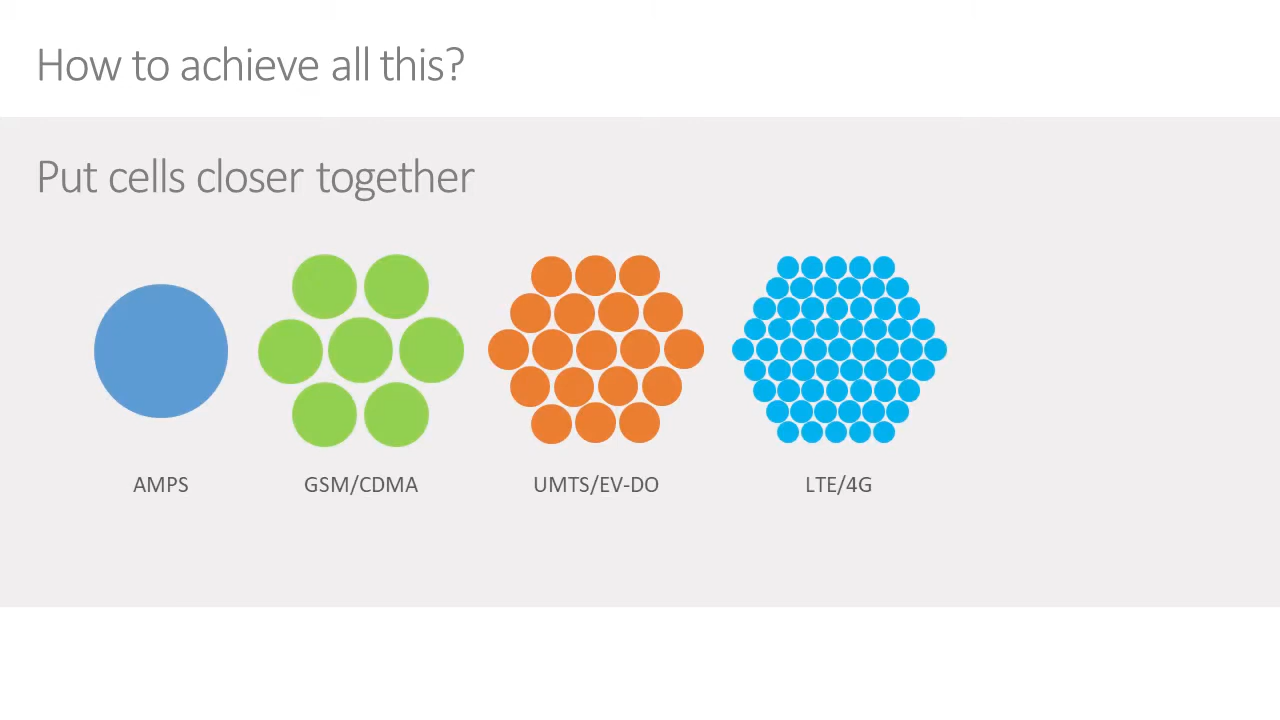 How to achieve all this?
Put cells closer together
AMPS
GSM/CDMA
UMTS/EV-DO
LTE/4G